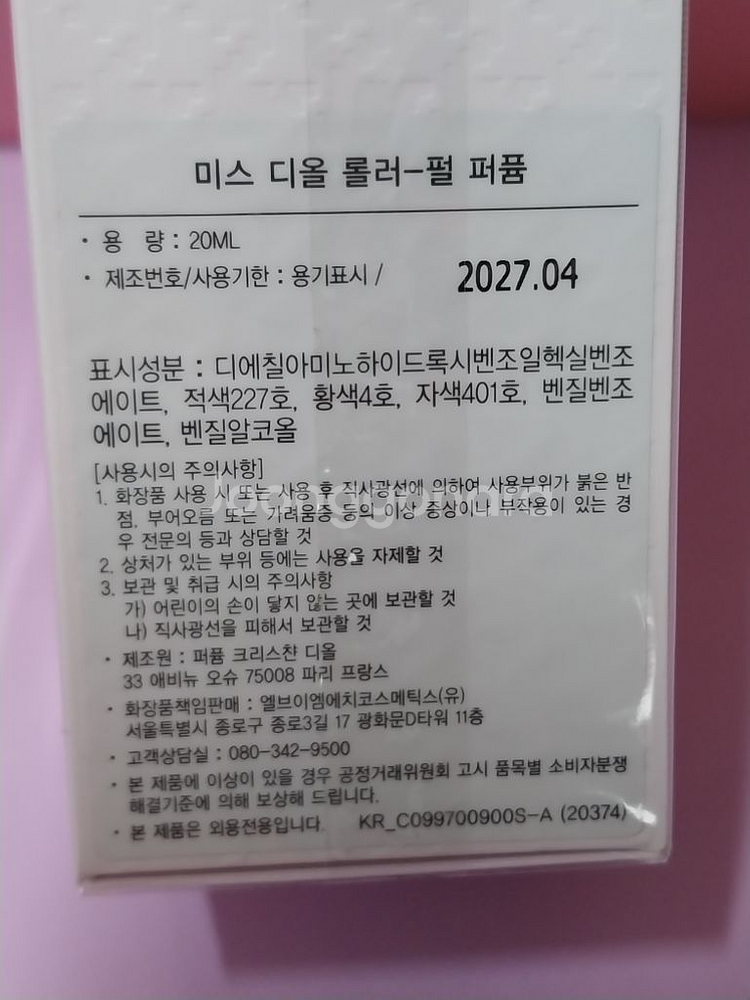 미스 디올 롤러-펄 퍼퓸
· 용 량 : 20ML
· 제조번호/사용기한 : 용기표시 / 2027.04
표시성분 : 디에칠아미노하이드록시벤조일헥실벤조
에이트, 적색227호, 황색4호, 자색401호, 벤질벤조
에이트, 벤질알코올
[사용시의 주의사항]
1. 화장품 사용 시 또는 사용 후 직사광선에 의하여 사용부위가 붉은 반
점, 부어오름 또는 가려움증 등의 이상 증상이나 부작용이 있는 경
우 전문의 등과 상담할 것
2. 상처가 있는 부위 등에는 사용을 자제할 것
3. 보관 및 취급 시의 주의사항
가) 어린이의 손이 닿지 않는 곳에 보관할 것
나) 직사광선을 피해서 보관할 것
· 제조원 : 퍼퓸 크리스챤 디올
33 애비뉴 오슈 75008 파리 프랑스
· 화장품책임판매 : 엘브이엠에치코스메틱스(유)
서울특별시 종로구 종로3길 17 광화문D타워 11층
· 고객상담실 : 080-342-9500
· 본 제품에 이상이 있을 경우 공정거래위원회 고시 품목별 소비자분쟁
해결기준에 의해 보상해 드립니다.
· 본 제품은 외용전용입니다. KR_C099700900S-A (20374)